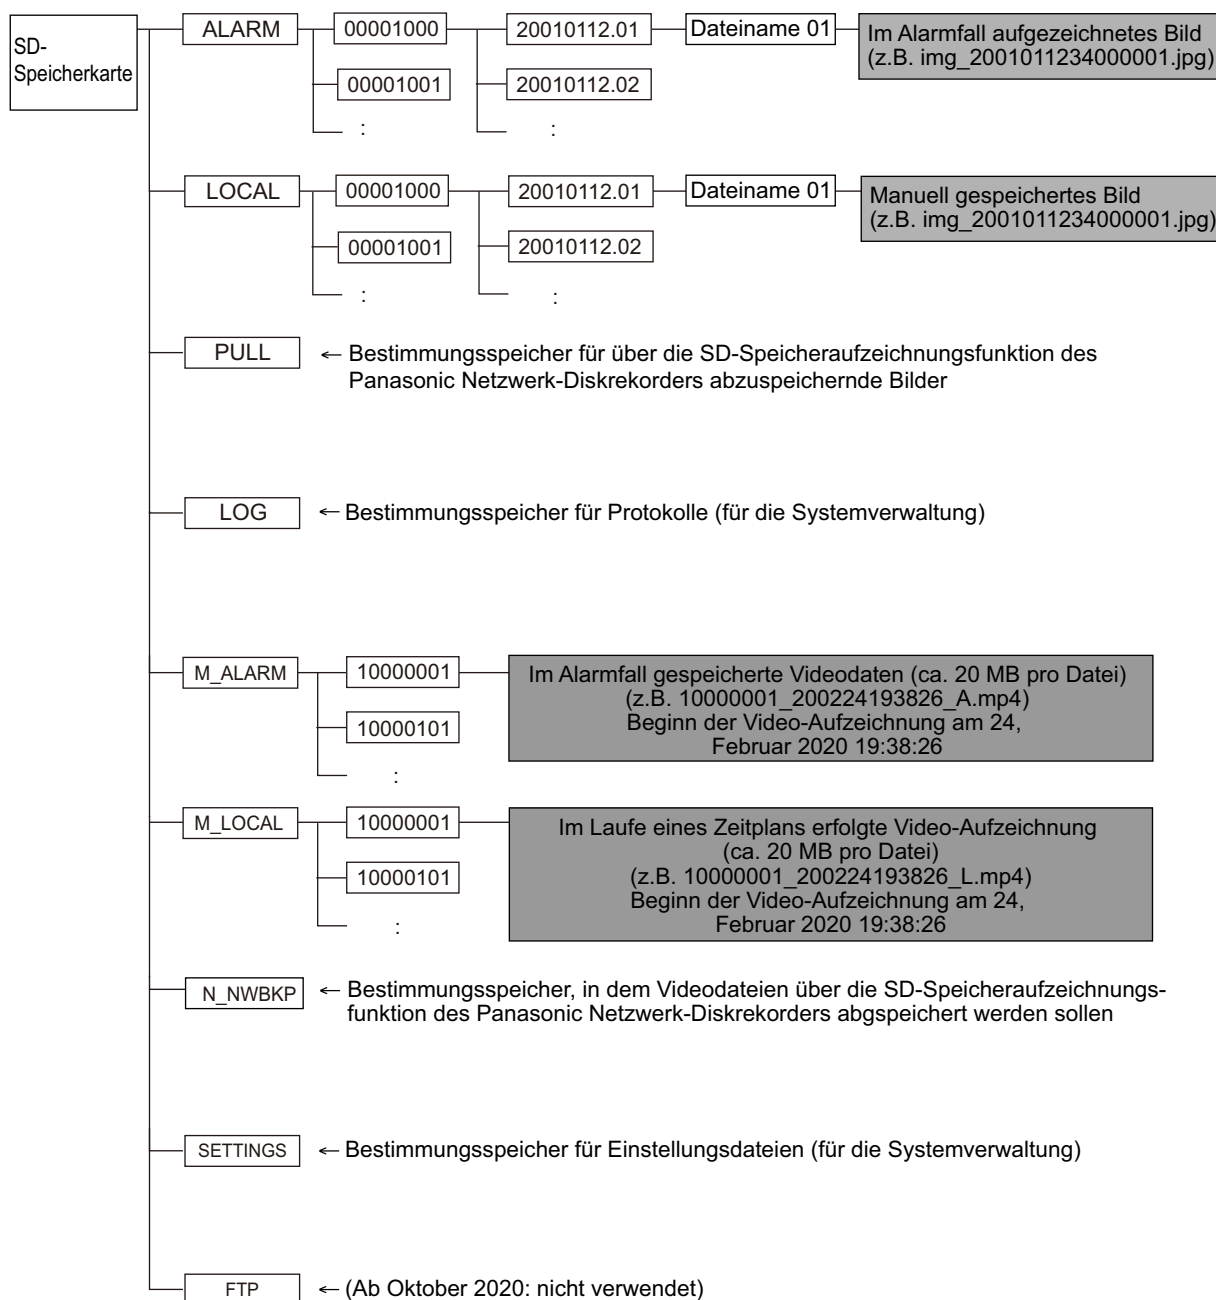 SD-
Speicherkarte
ALARM
00001000
20010112.01
Dateiname 01
Im Alarmfall aufgezeichnetes Bild
(z.B. img_2001011234000001.jpg)
00001001
20010112.02
:
:
LOCAL
00001000
20010112.01
Dateiname 01
Manuell gespeichertes Bild
(z.B. img_2001011234000001.jpg)
00001001
20010112.02
:
:
PULL
← Bestimmungsspeicher für über die SD-Speicheraufzeichnungsfunktion des
Panasonic Netzwerk-Diskrekorders abzuspeichernde Bilder
LOG
← Bestimmungsspeicher für Protokolle (für die Systemverwaltung)
M_ALARM
10000001
Im Alarmfall gespeicherte Videodaten (ca. 20 MB pro Datei)
(z.B. 10000001_200224193826_A.mp4)
Beginn der Video-Aufzeichnung am 24,
Februar 2020 19:38:26
10000101
:
M_LOCAL
10000001
Im Laufe eines Zeitplans erfolgte Video-Aufzeichnung
(ca. 20 MB pro Datei)
(z.B. 10000001_200224193826_L.mp4)
Beginn der Video-Aufzeichnung am 24,
Februar 2020 19:38:26
10000101
:
N_NWBKP
← Bestimmungsspeicher, in dem Videodateien über die SD-Speicheraufzeichnungs-
funktion des Panasonic Netzwerk-Diskrekorders abgspeichert werden sollen
SETTINGS
← Bestimmungsspeicher für Einstellungsdateien (für die Systemverwaltung)
FTP
← (Ab Oktober 2020: nicht verwendet)